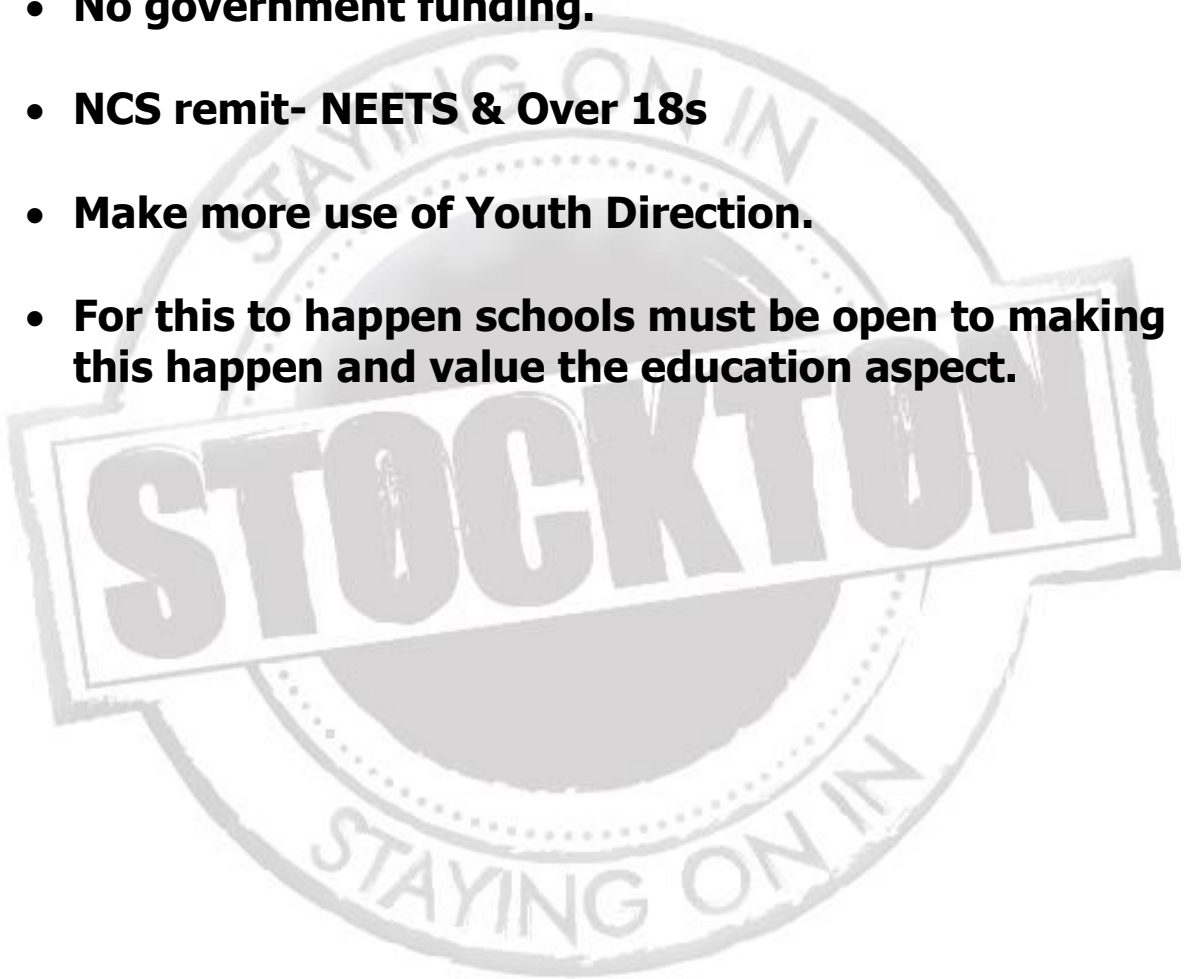 • No government funding.
• NCS remit- NEETS & Over 18s
• Make more use of Youth Direction.
• For this to happen schools must be open to making
this happen and value the education aspect.
STAYING ON IN
STOCKTON
STAYING ON IN